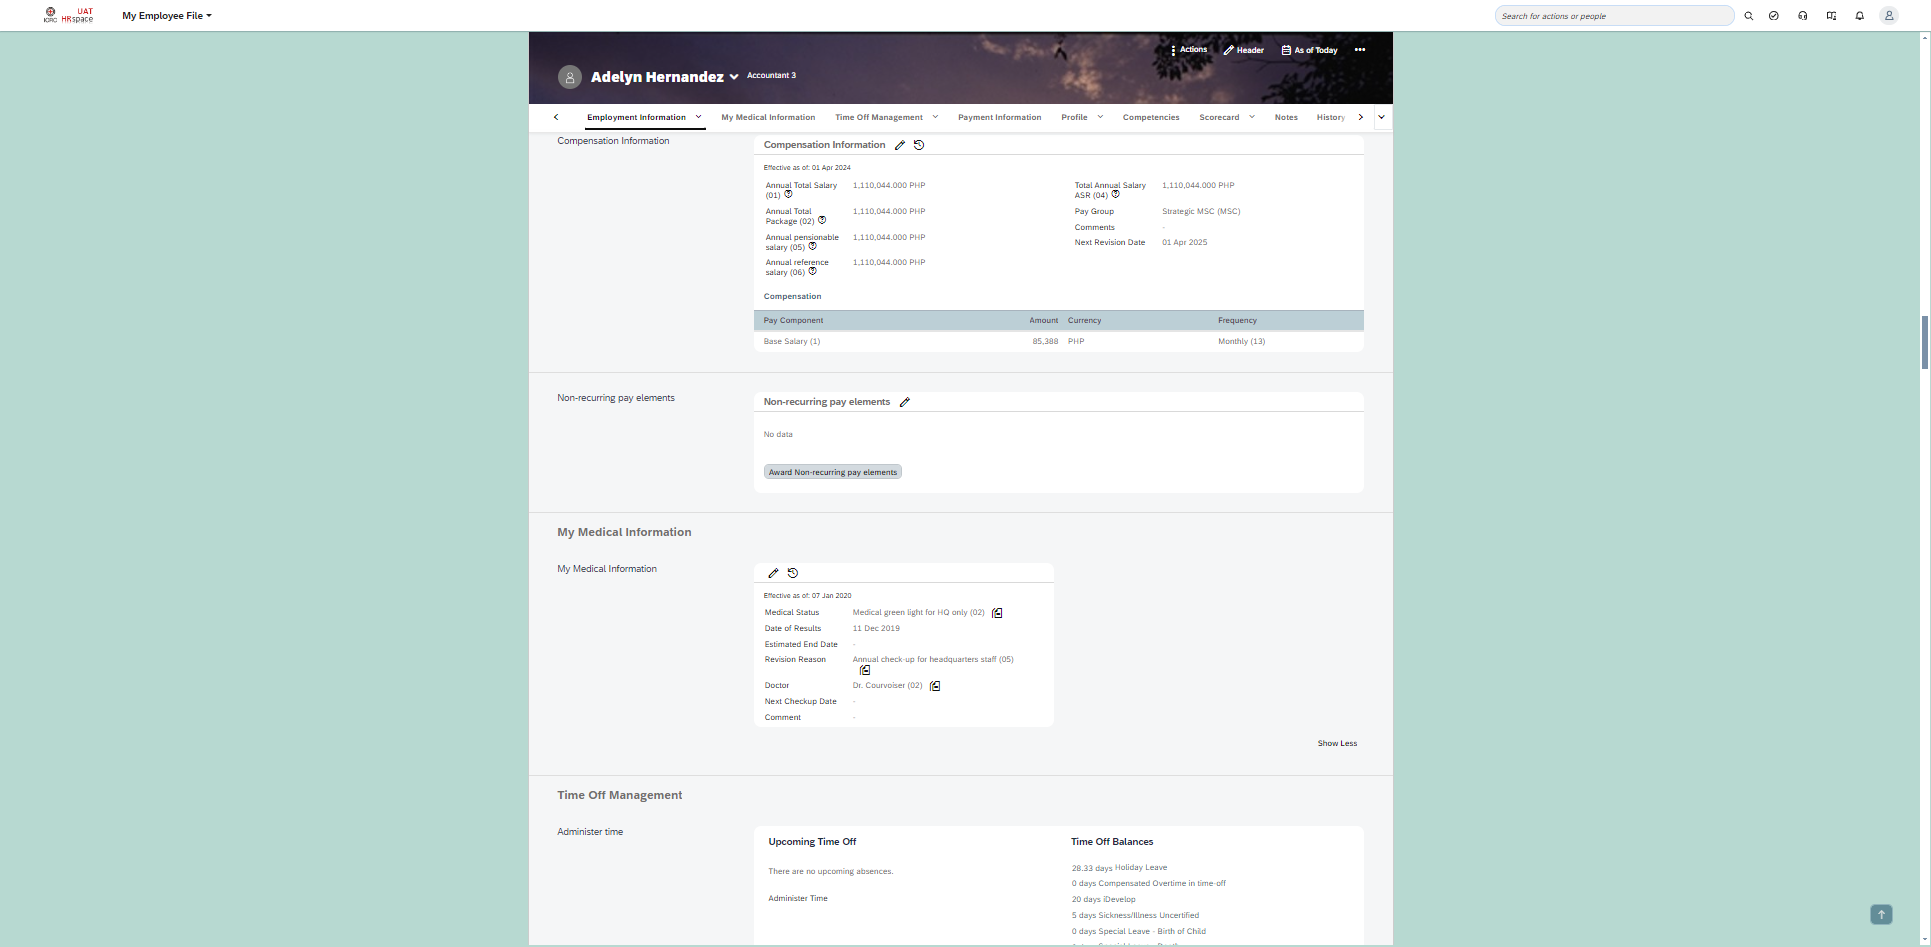 ICRC
UAT
HRspace
My Employee File
Search for actions or people
Actions
Header
As of Today
Adelyn Hernandez
Accountant 3
Employment Information
My Medical Information
Time Off Management
Payment Information
Profile
Competencies
Scorecard
Notes
History
Compensation Information
Compensation Information
Effective as of: 01 Apr 2024
Annual Total Salary (01)
1,110,044.000 PHP
Annual Total Package (02)
1,110,044.000 PHP
Annual pensionable salary (05)
1,110,044.000 PHP
Annual reference salary (06)
1,110,044.000 PHP
Total Annual Salary ASR (04)
1,110,044.000 PHP
Pay Group
Strategic MSC (MSC)
Comments
-
Next Revision Date
01 Apr 2025
Compensation
Pay Component Amount Currency Frequency
Base Salary (1) 85,388 PHP Monthly (13)
Non-recurring pay elements
Non-recurring pay elements
No data
Award Non-recurring pay elements
My Medical Information
My Medical Information
Effective as of: 07 Jan 2020
Medical Status Medical green light for HQ only (02)
Date of Results 11 Dec 2019
Estimated End Date -
Revision Reason Annual check-up for headquarters staff (05)
Doctor Dr. Courvoiser (02)
Next Checkup Date -
Comment -
Show Less
Time Off Management
Administer time
Upcoming Time Off
There are no upcoming absences.
Administer Time
Time Off Balances
28.33 days Holiday Leave
0 days Compensated Overtime in time-off
20 days iDevelop
5 days Sickness/Illness Uncertified
0 days Special Leave - Birth of Child